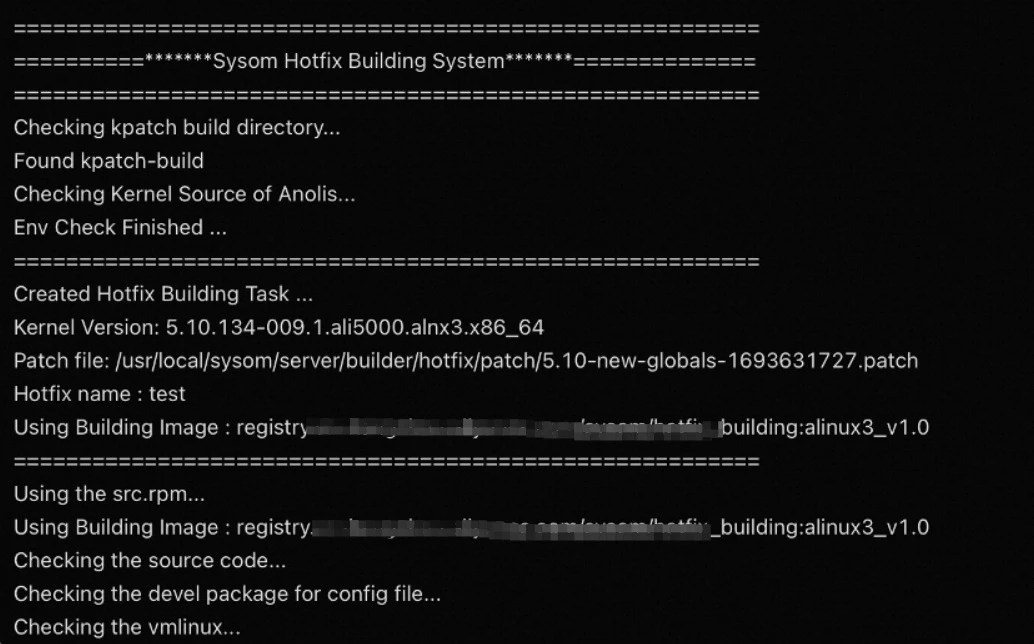 ==========================================================
==========*******Sysom Hotfix Building System*******==============
==========================================================
Checking kpatch build directory...
Found kpatch-build
Checking Kernel Source of Anolis...
Env Check Finished ...
==========================================================
Created Hotfix Building Task ...
Kernel Version: 5.10.134-009.1.ali5000.alnx3.x86_64
Patch file: /usr/local/sysom/server/builder/hotfix/patch/5.10-new-globals-1693631727.patch
Hotfix name : test
Using Building Image : registry building:alinux3_v1.0
==========================================================
Using the src.rpm...
Using Building Image : registry. _building:alinux3_v1.0
Checking the source code...
Checking the devel package for config file...
Checking the vmlinux...